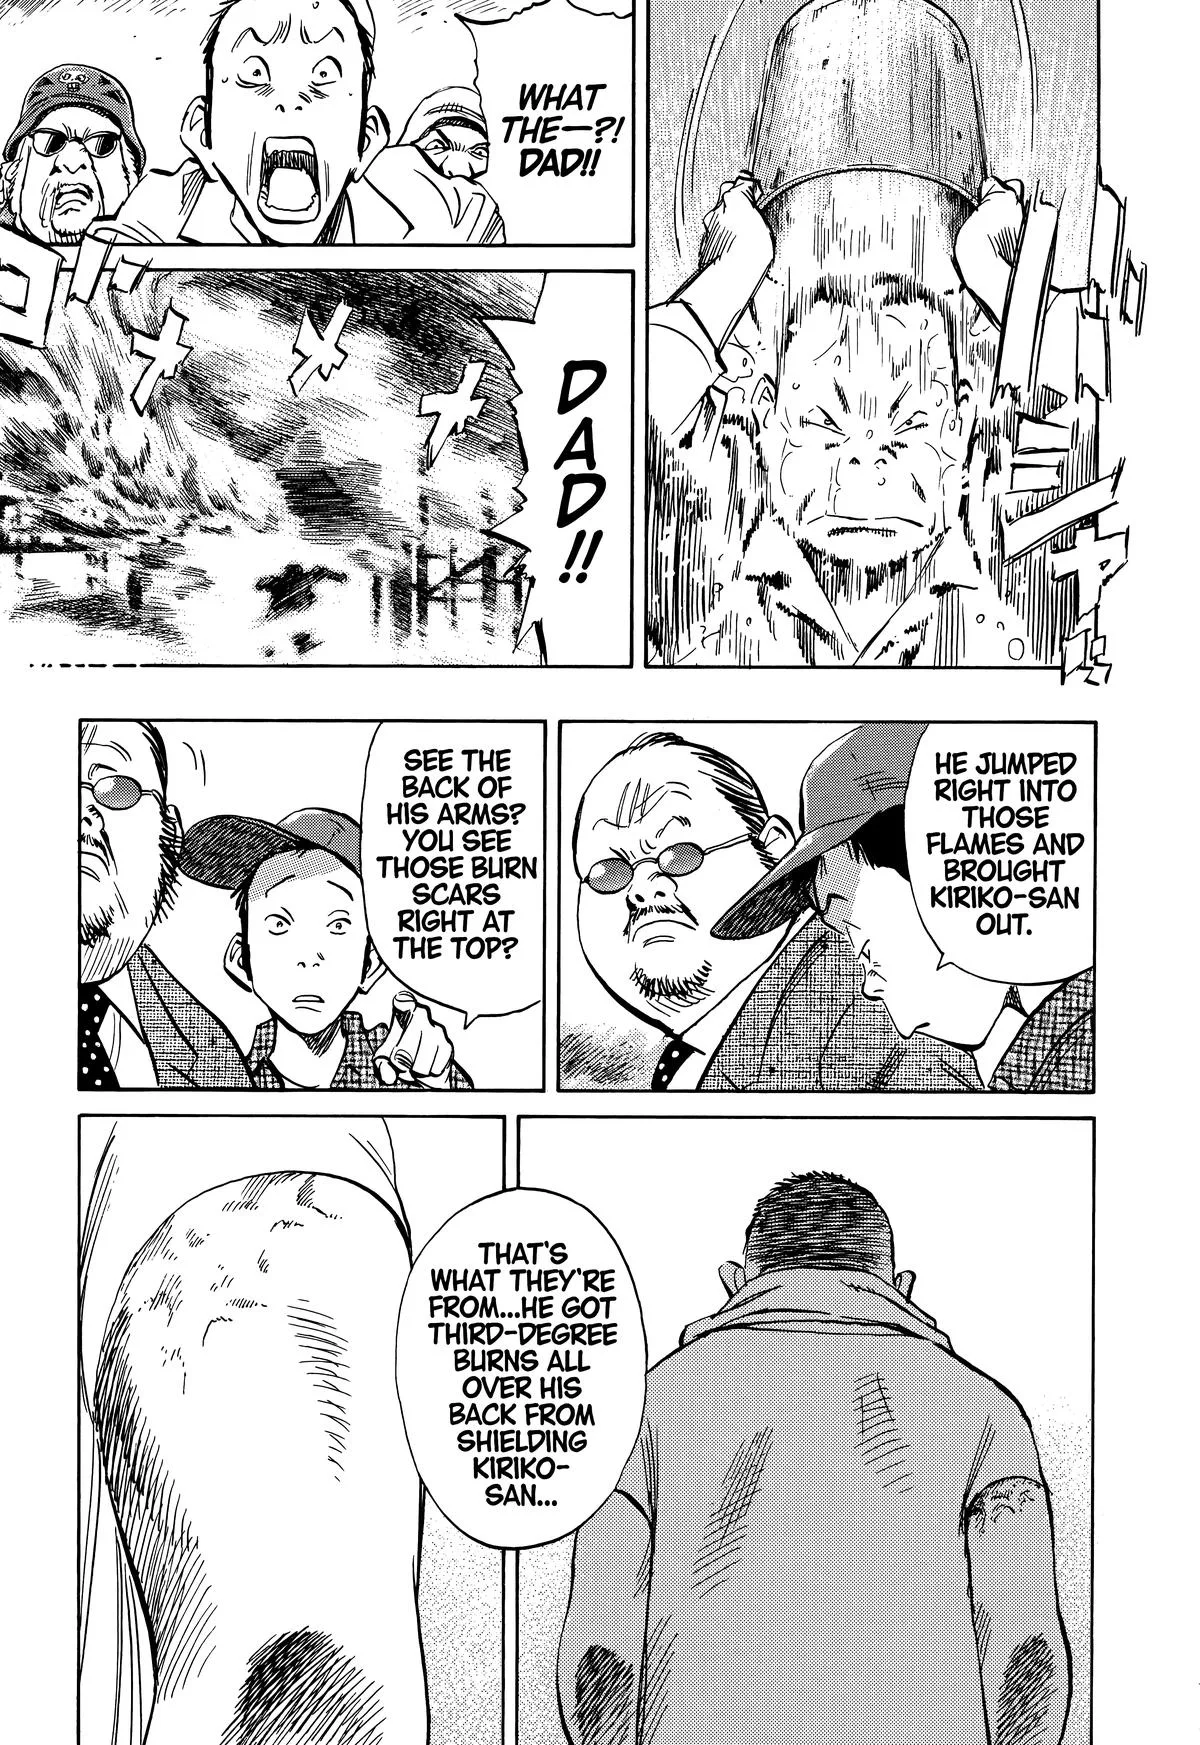 WHAT
THE—?!
DAD!!
DAD!!
HE JUMPED
RIGHT INTO
THOSE
FLAMES AND
BROUGHT
KIRIKO-SAN
OUT.
SEE THE
BACK OF
HIS ARMS?
YOU SEE
THOSE BURN
SCARS
RIGHT AT
THE TOP?
THAT'S
WHAT THEY'RE
FROM...HE GOT
THIRD-DEGREE
BURNS ALL
OVER HIS
BACK FROM
SHIELDING
KIRIKO-
SAN...